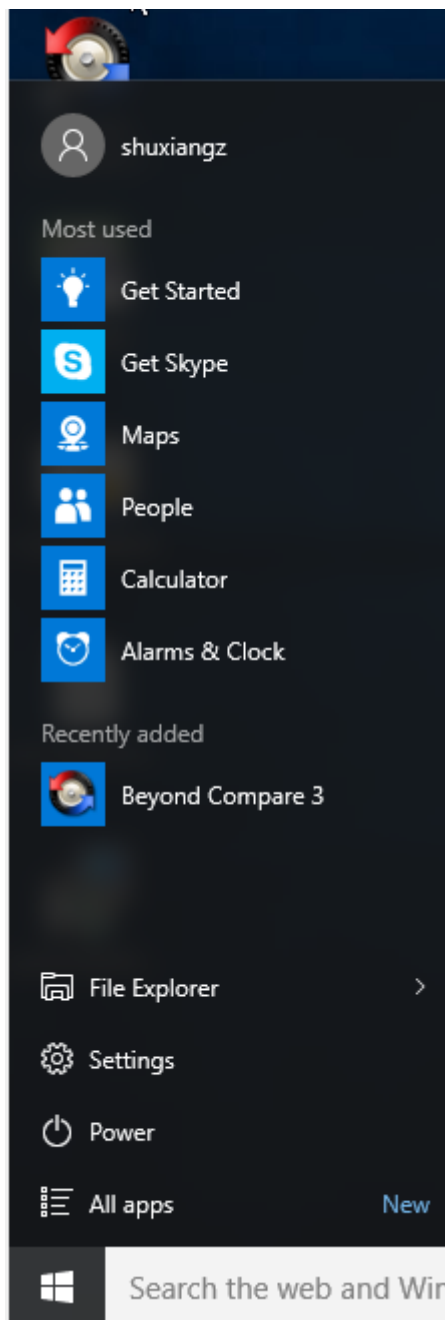 shuxiangz
Most used
Get Started
Get Skype
Maps
People
Calculator
Alarms & Clock
Recently added
Beyond Compare 3
File Explorer
Settings
Power
All apps New
Search the web and Win